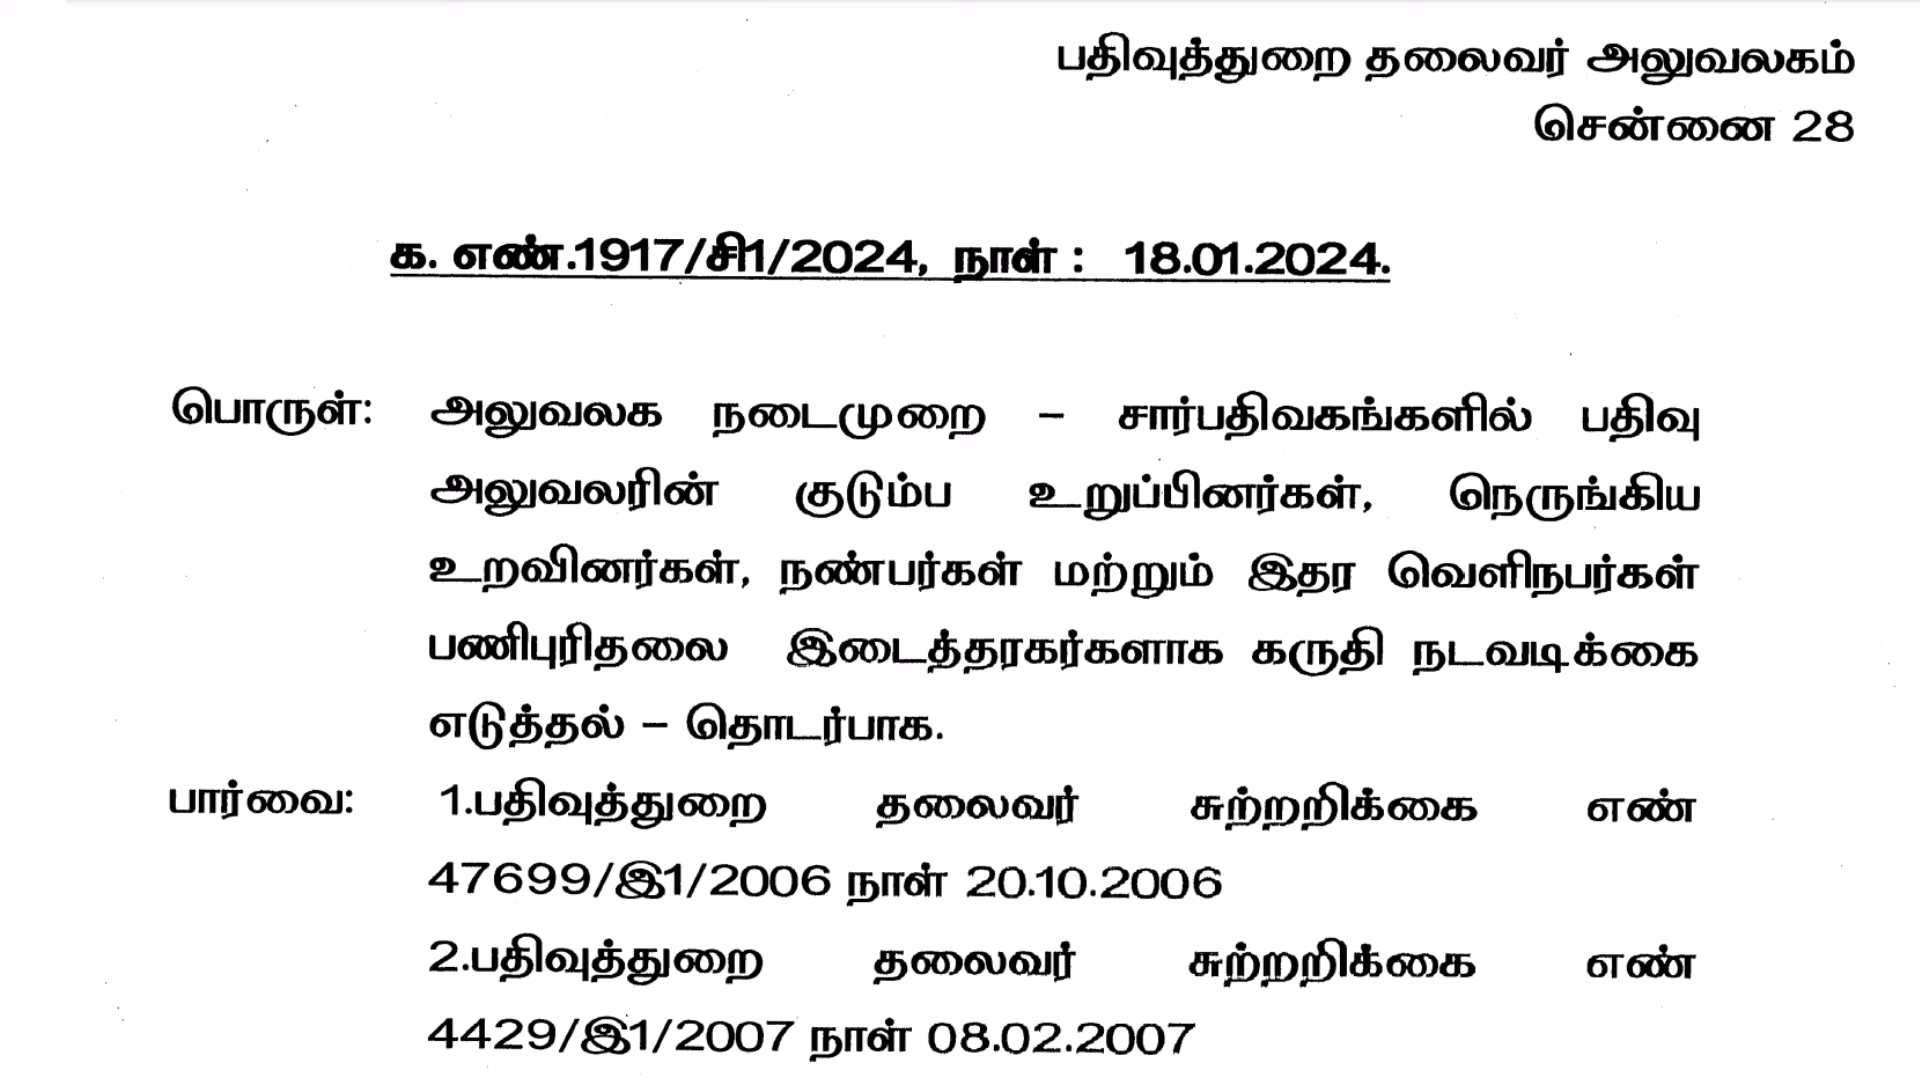 பதிவுத்துறை தலைவர் அலுவலகம்
சென்னை 28
க. எண்.1917/சி1/2024, நாள் : 18.01.2024.
பொருள்: அலுவலக நடைமுறை – சார்பதிவகங்களில் பதிவு
அலுவலரின் குடும்ப உறுப்பினர்கள், நெருங்கிய
உறவினர்கள், நண்பர்கள் மற்றும் இதர வெளிநபர்கள்
பணிபுரிதலை இடைத்தரகர்களாக கருதி நடவடிக்கை
எடுத்தல் – தொடர்பாக.
பார்வை: 1.பதிவுத்துறை தலைவர் சுற்றறிக்கை எண்
47699/இ1/2006 நாள் 20.10.2006
2.பதிவுத்துறை தலைவர் சுற்றறிக்கை எண்
4429/இ1/2007 நாள் 08.02.2007